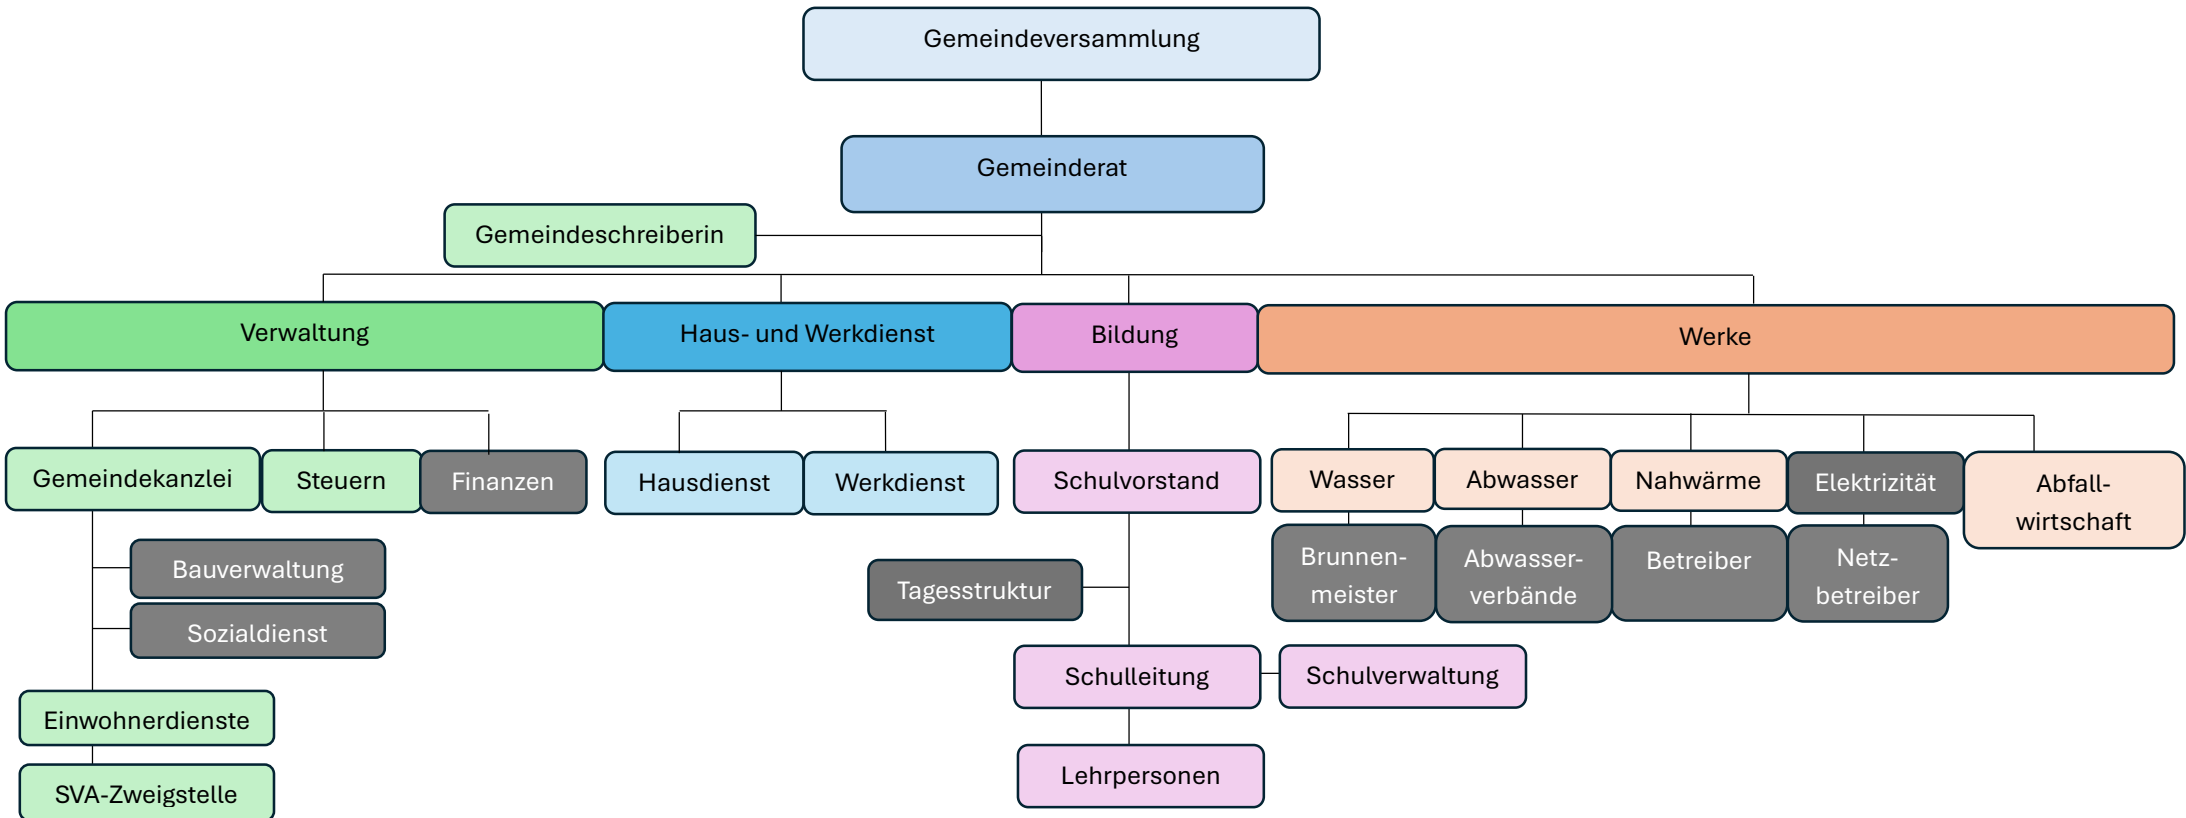 Gemeindeversammlung
Gemeinderat
Gemeindeschreiberin
Verwaltung
Haus- und Werkdienst
Bildung
Werke
Gemeindekanzlei
Steuern
Finanzen
Hausdienst
Werkdienst
Schulvorstand
Wasser
Abwasser
Nahwärme
Elektrizität
Abfall-
wirtschaft
Brunnen-
meister
Abwasser-
verbände
Betreiber
Netz-
betreiber
Bauverwaltung
Sozialdienst
Tagesstruktur
Schulleitung
Schulverwaltung
Einwohnerdienste
Lehrpersonen
SVA-Zweigstelle